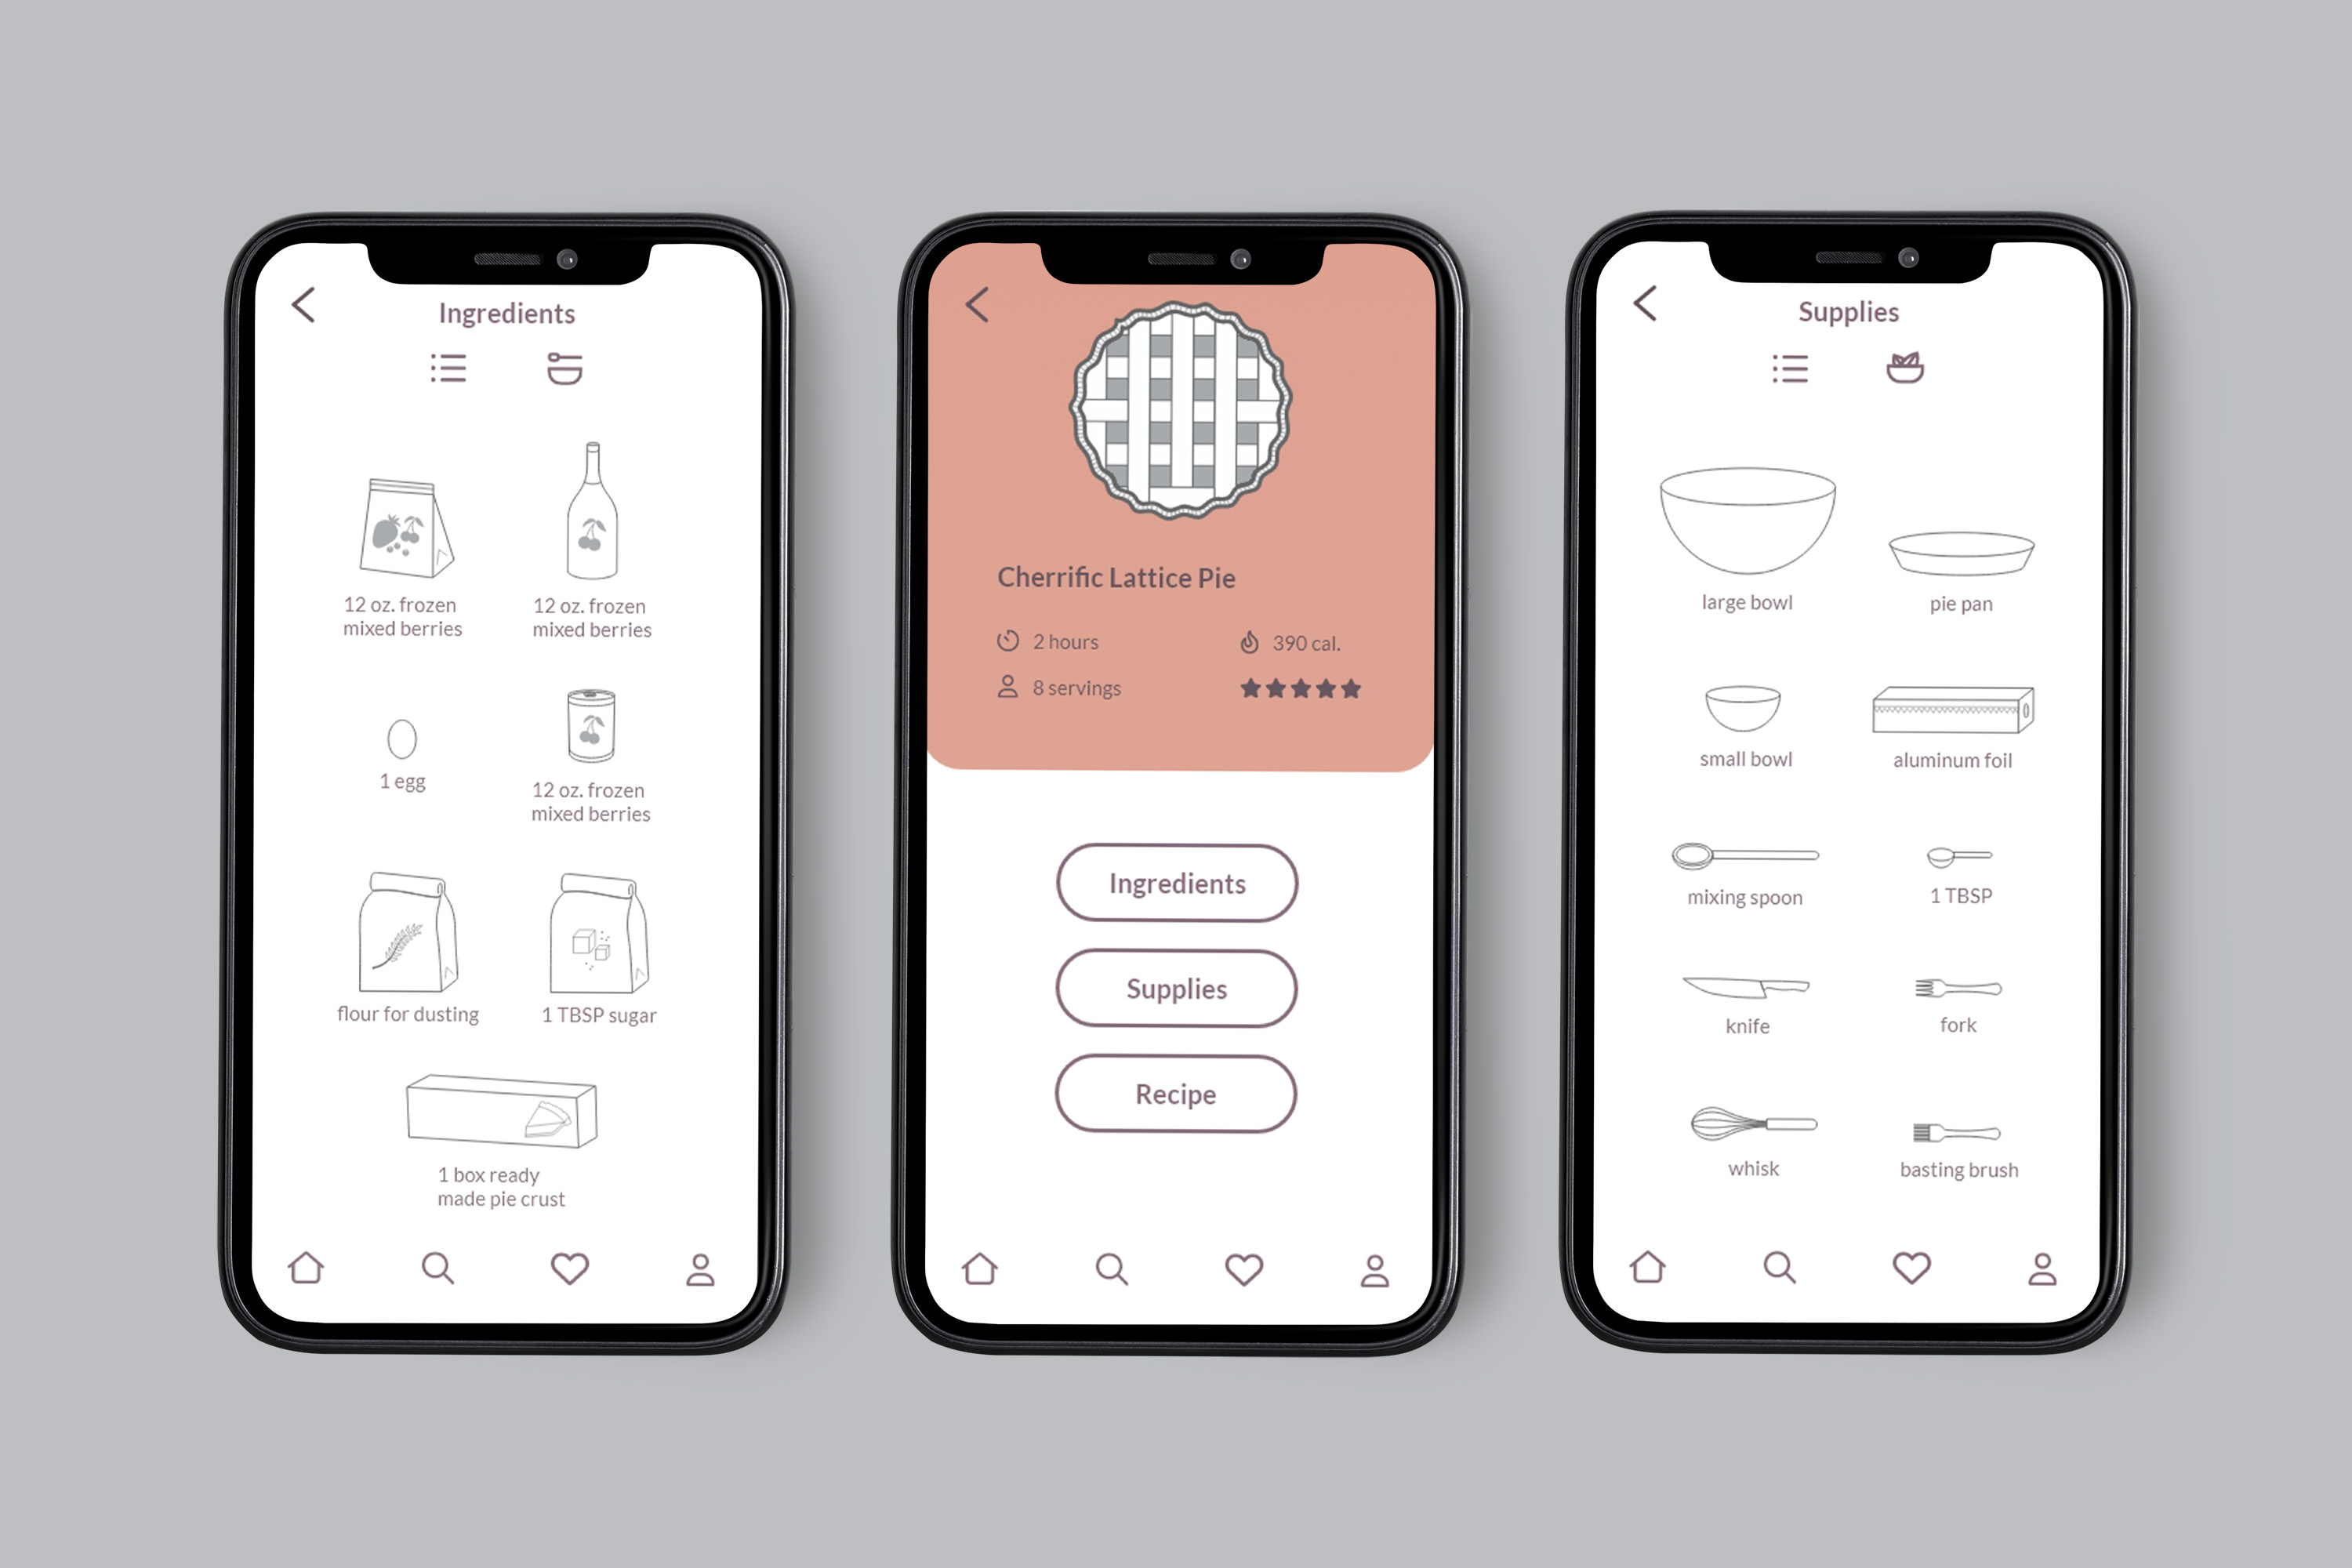 Ingredients
12 oz. frozen
mixed berries
12 oz. frozen
mixed berries
1 egg
12 oz. frozen
mixed berries
flour for dusting
1 TBSP sugar
1 box ready
made pie crust
Cherrific Lattice Pie
2 hours
390 cal.
8 servings
Ingredients
Supplies
Recipe
Supplies
large bowl
pie pan
small bowl
aluminum foil
mixing spoon
1 TBSP
knife
fork
whisk
basting brush